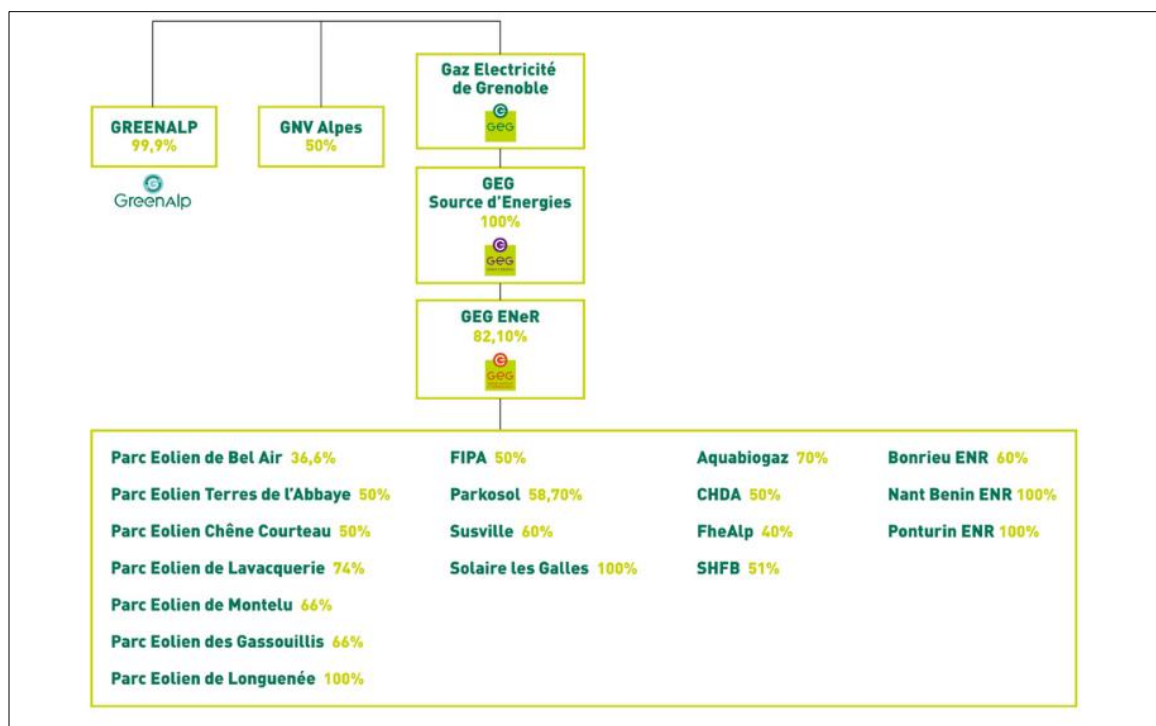 Gaz Electricité
de Grenoble
G
GEG
GREENALP
99,9%
GreenAlp
GNV Alpes
50%
GEG
Source d'Energies
100%
G
GEG
GEG ENeR
82,10%
G
GEG
Parc Eolien de Bel Air 36,6%
Parc Eolien Terres de l'Abbaye 50%
Parc Eolien Chêne Courteau 50%
Parc Eolien de Lavacquerie 74%
Parc Eolien de Montelu 66%
Parc Eolien des Gassouillis 66%
Parc Eolien de Longuenée 100%
FIPA 50%
Parkosol 58,70%
Susville 60%
Solaire les Galles 100%
Aquabiogaz 70%
CHDA 50%
FheAlp 40%
SHFB 51%
Bonrieu ENR 60%
Nant Benin ENR 100%
Ponturin ENR 100%